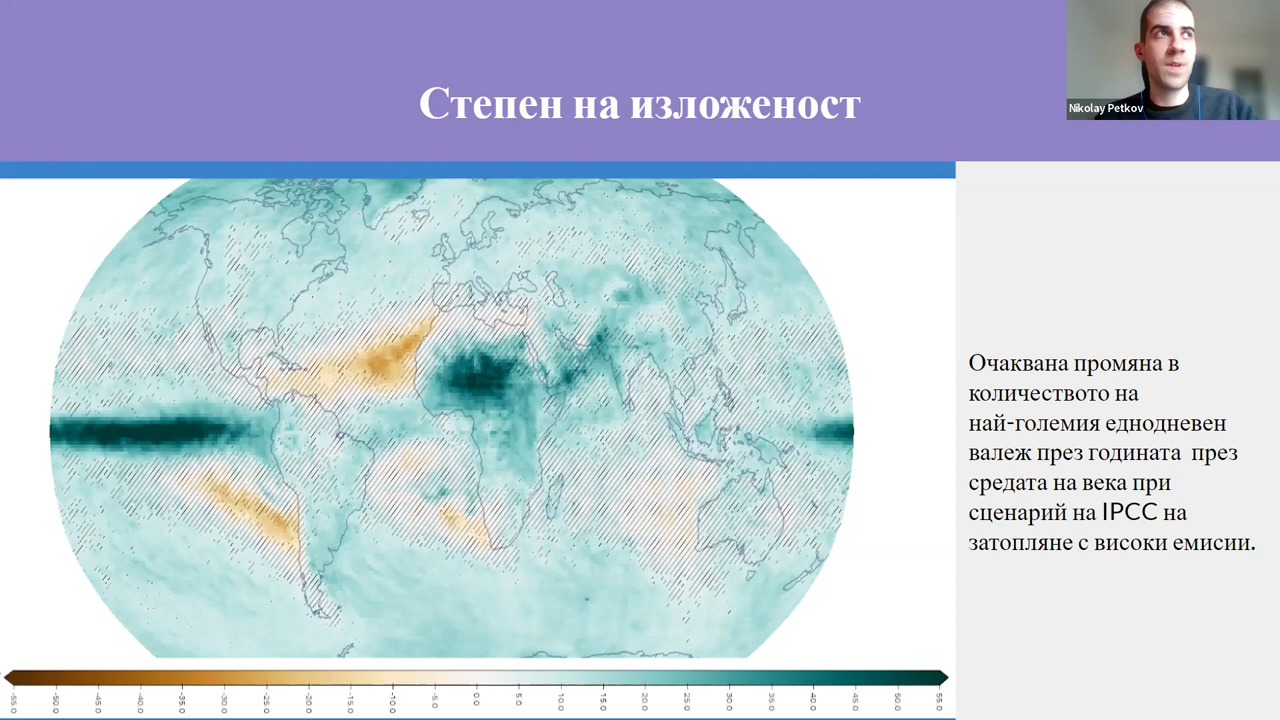 Степен на изложеност
Nikolay Petkov
Очаквана промяна в
количеството на
най-големия еднодневен
валеж през годината през
средата на века при
сценарий на IPCC на
затопляне с високи емисии.
-55.0 -50.0 -45.0 -40.0 -35.0 -30.0 -25.0 -20.0 -15.0 -10.0 -5.0 0.0 5.0 10.0 15.0 20.0 25.0 30.0 35.0 40.0 45.0 50.0 55.0